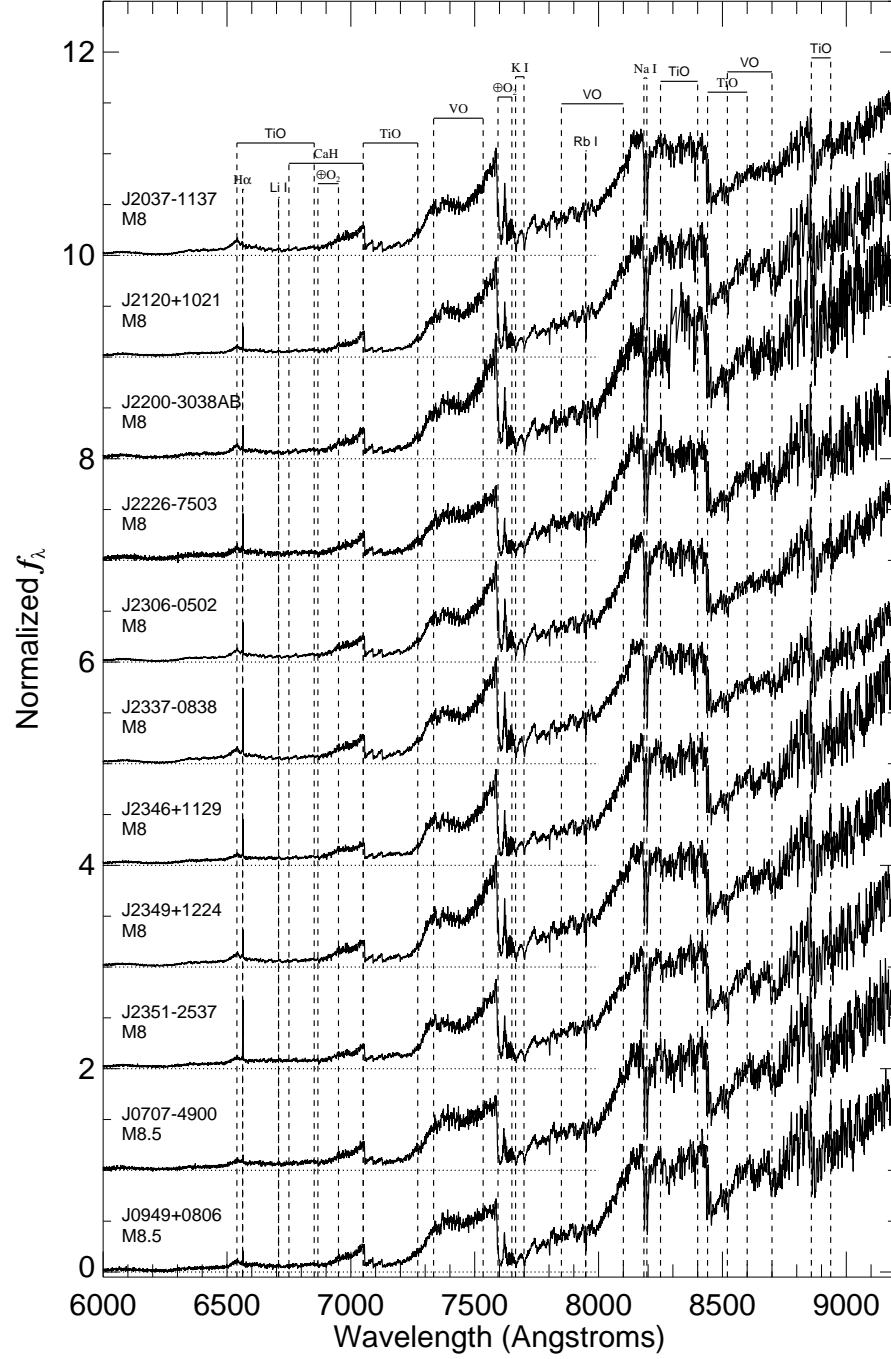 12
TiO
K I
Na I
TiO
VO
TiO
⊕O₂
VO
TiO
VO
TiO
CaH
Rb I
Hα
Li I
⊕O₂
J2037-1137
M8
10
J2120+1021
M8
J2200-3038AB
M8
8
J2226-7503
M8
J2306-0502
M8
6
J2337-0838
M8
J2346+1129
M8
4
J2349+1224
M8
J2351-2537
M8
2
J0707-4900
M8.5
J0949+0806
M8.5
0
Normalized fλ
6000 6500 7000 7500 8000 8500 9000
Wavelength (Angstroms)